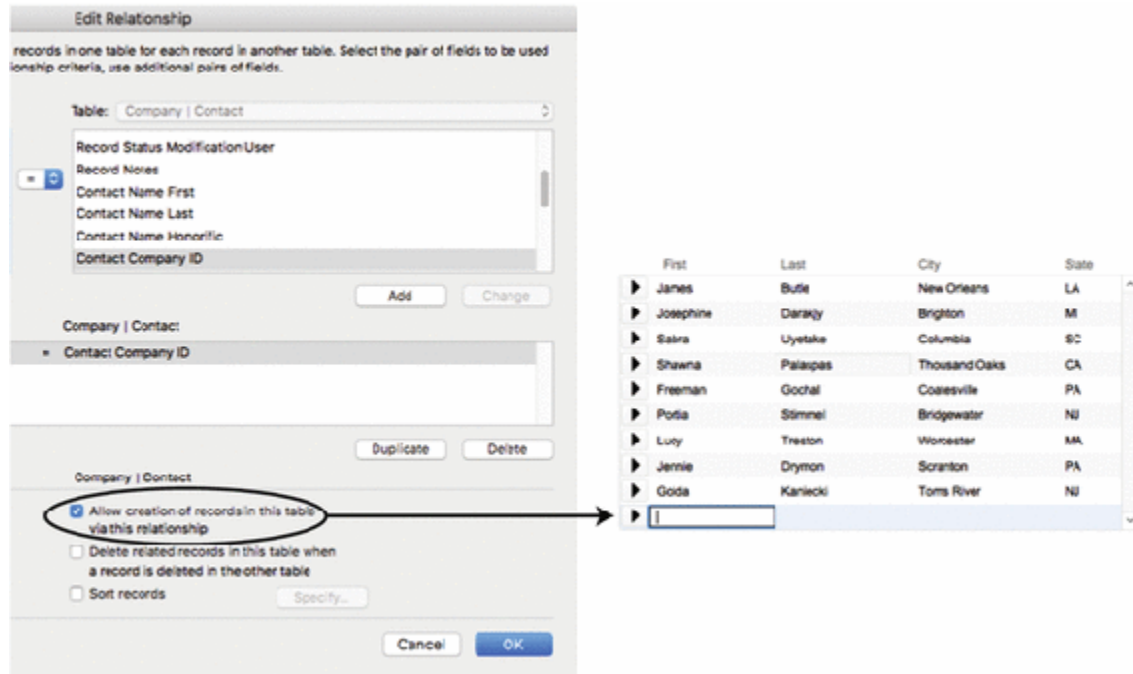 Edit Relationship
records in one table for each record in another table. Select the pair of fields to be used
ionship criteria, use additional pairs of fields.
Table: Company | Contact
Record Status Modification User
Record Notes
Contact Name First
Contact Name Last
Contact Name Honorific
=
Contact Company ID
Add Change
Company | Contact
= Contact Company ID
Duplicate Delete
Company | Contact
Allow creation of records in this table
via this relationship
Delete related records in this table when
a record is deleted in the other table
Sort records Specify...
Cancel OK
First Last City State
James Butle New Orleans LA
Josephine Darakjy Brighton MI
Sabra Uyetake Columbia SC
Shawna Palaspas Thousand Oaks CA
Freeman Gochal Coatesville PA
Potia Stimmel Bridgewater NJ
Lucy Treston Worcester MA
Jennie Drymon Scranton PA
Golda Kaniecki Toms River NJ